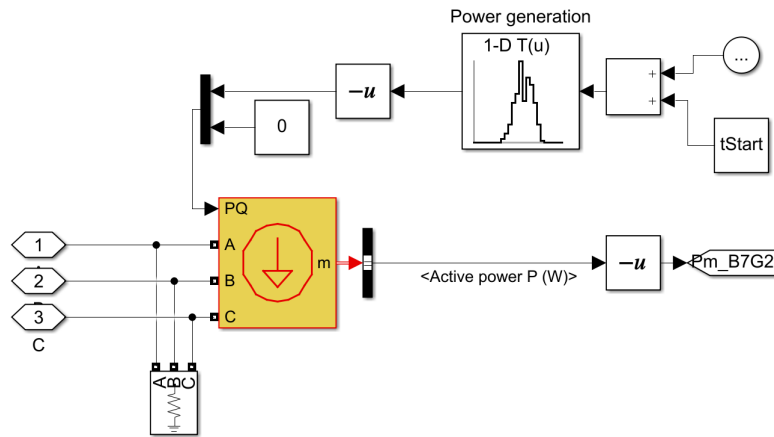 Power generation
1-D T(u)
...
-u
+
+
0
tStart
PQ
1
A
m
2
B
-u
Pm_B7G2
<Active power P (W)>
3
C
C
A
B
C